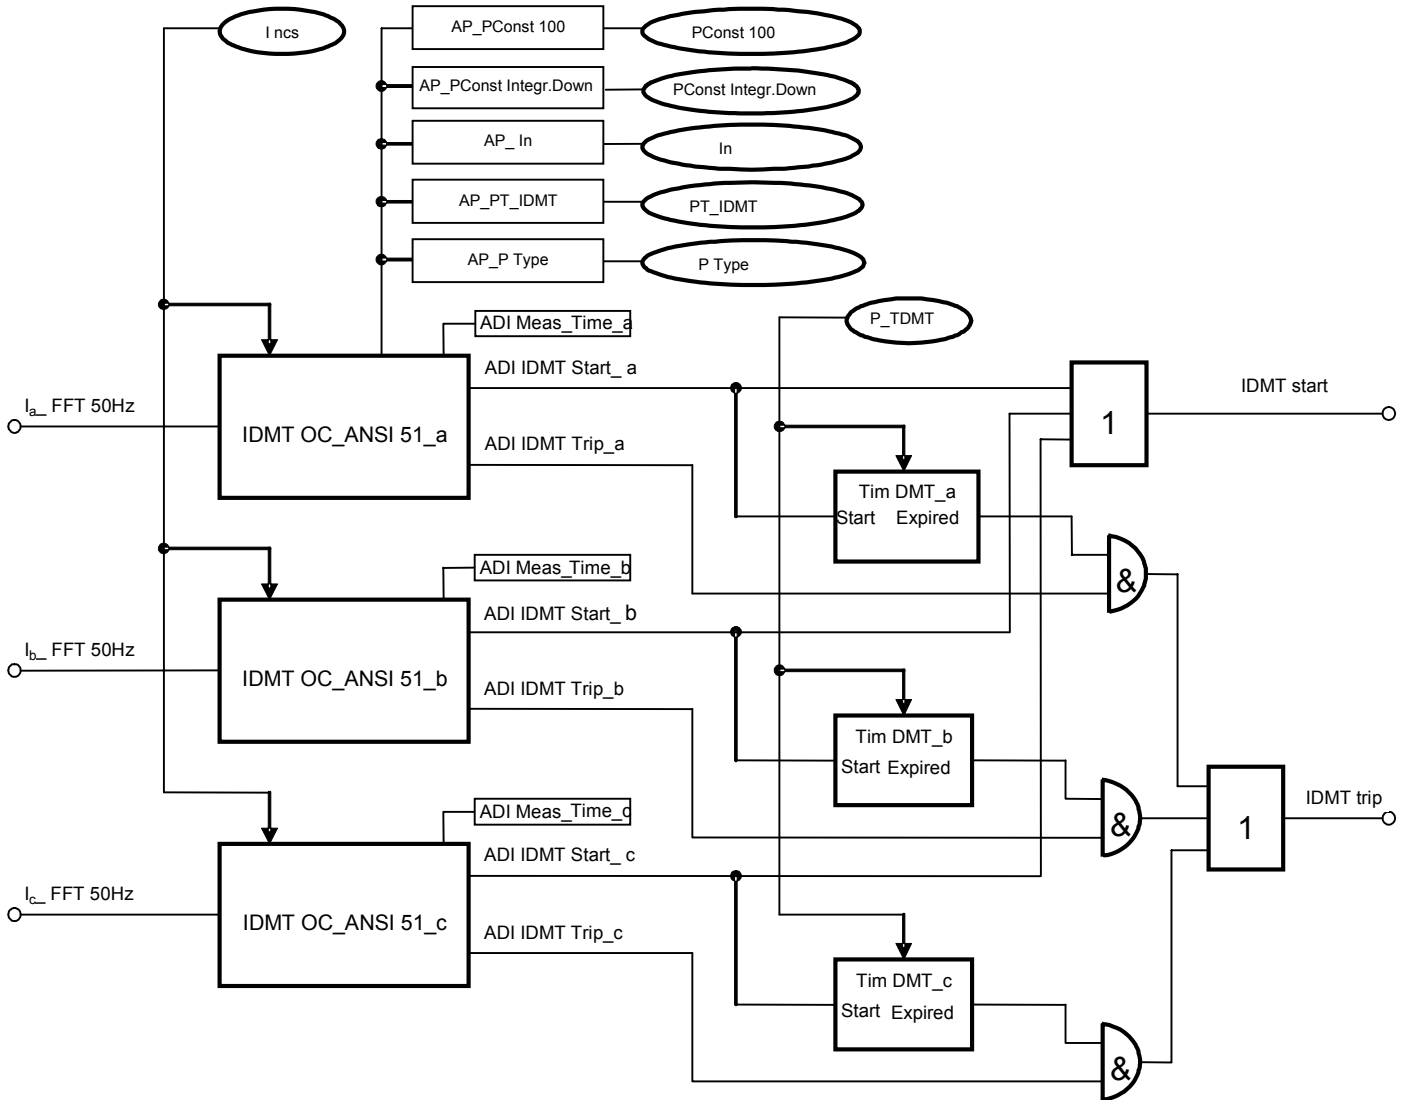 I ncs
AP_PConst 100
PConst 100
AP_PConst Integr.Down
PConst Integr.Down
AP_ In
In
AP_PT_IDMT
PT_IDMT
AP_P Type
P Type
ADI Meas_Time_a
P_TDMT
Ia_ FFT 50Hz
IDMT OC_ANSI 51_a
ADI IDMT Start_ a
ADI IDMT Trip_a
Tim DMT_a
Start Expired
1
IDMT start
&
ADI Meas_Time_b
Ib_ FFT 50Hz
IDMT OC_ANSI 51_b
ADI IDMT Start_ b
ADI IDMT Trip_b
Tim DMT_b
Start Expired
&
1
IDMT trip
ADI Meas_Time_c
Ic_ FFT 50Hz
IDMT OC_ANSI 51_c
ADI IDMT Start_ c
ADI IDMT Trip_c
Tim DMT_c
Start Expired
&